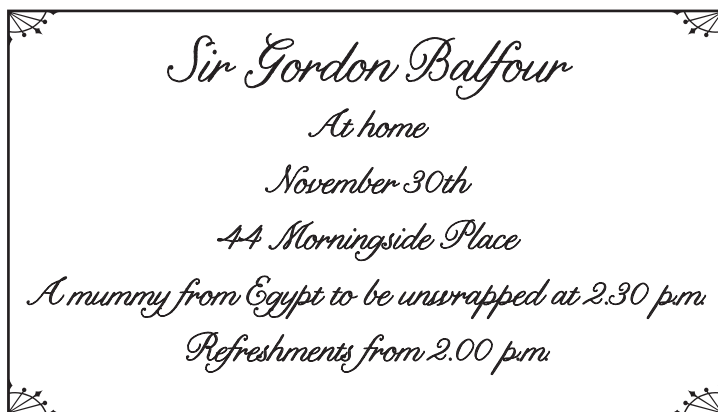 Sir Gordon Balfour
At home
November 30th
44 Morningside Place
A mummy from Egypt to be unwrapped at 2.30 p.m.
Refreshments from 2.00 p.m.